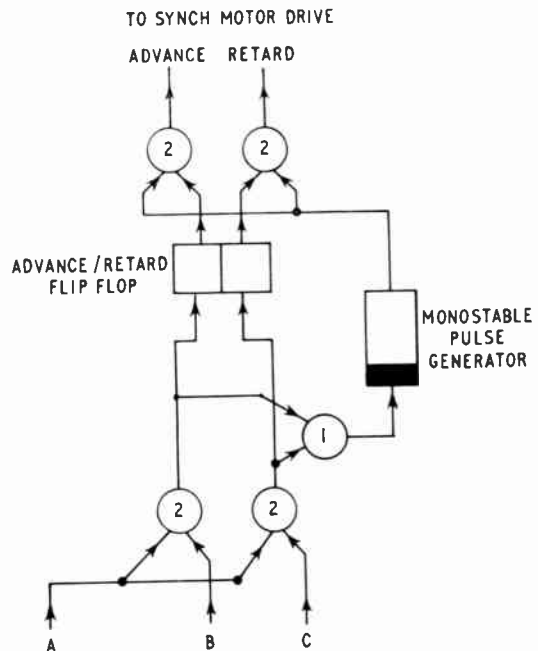 TO SYNCH MOTOR DRIVE
ADVANCE RETARD
2 2
ADVANCE/RETARD
FLIP FLOP
MONOSTABLE
PULSE
GENERATOR
1
2 2
A B C